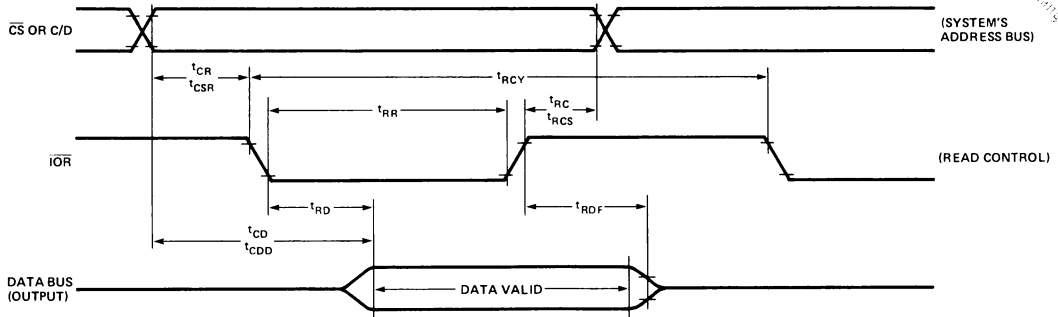 CS OR C/D
(SYSTEM'S
ADDRESS BUS)
tCR
tCSR
tRCY
tRR
tRC
tRCS
IOR
(READ CONTROL)
tRD
tRDF
tCD
tCDD
DATA BUS
(OUTPUT)
DATA VALID